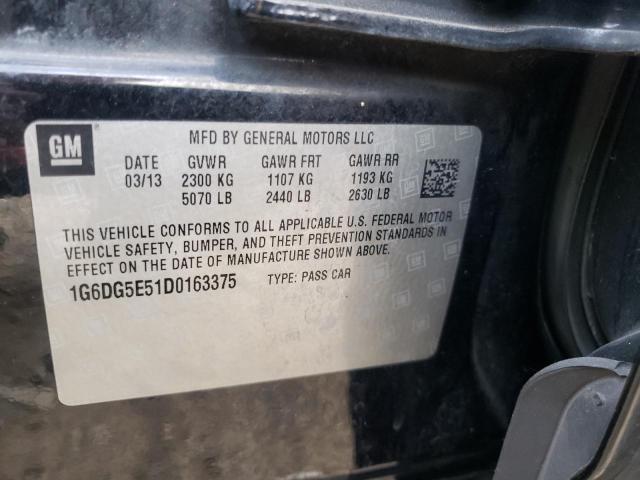 GM
MFD BY GENERAL MOTORS LLC
DATE GVWR GAWR FRT GAWR RR
03/13 2300 KG 1107 KG 1193 KG
5070 LB 2440 LB 2630 LB
THIS VEHICLE CONFORMS TO ALL APPLICABLE U.S. FEDERAL MOTOR
VEHICLE SAFETY, BUMPER, AND THEFT PREVENTION STANDARDS IN
EFFECT ON THE DATE OF MANUFACTURE SHOWN ABOVE.
1G6DG5E51D0163375 TYPE: PASS CAR